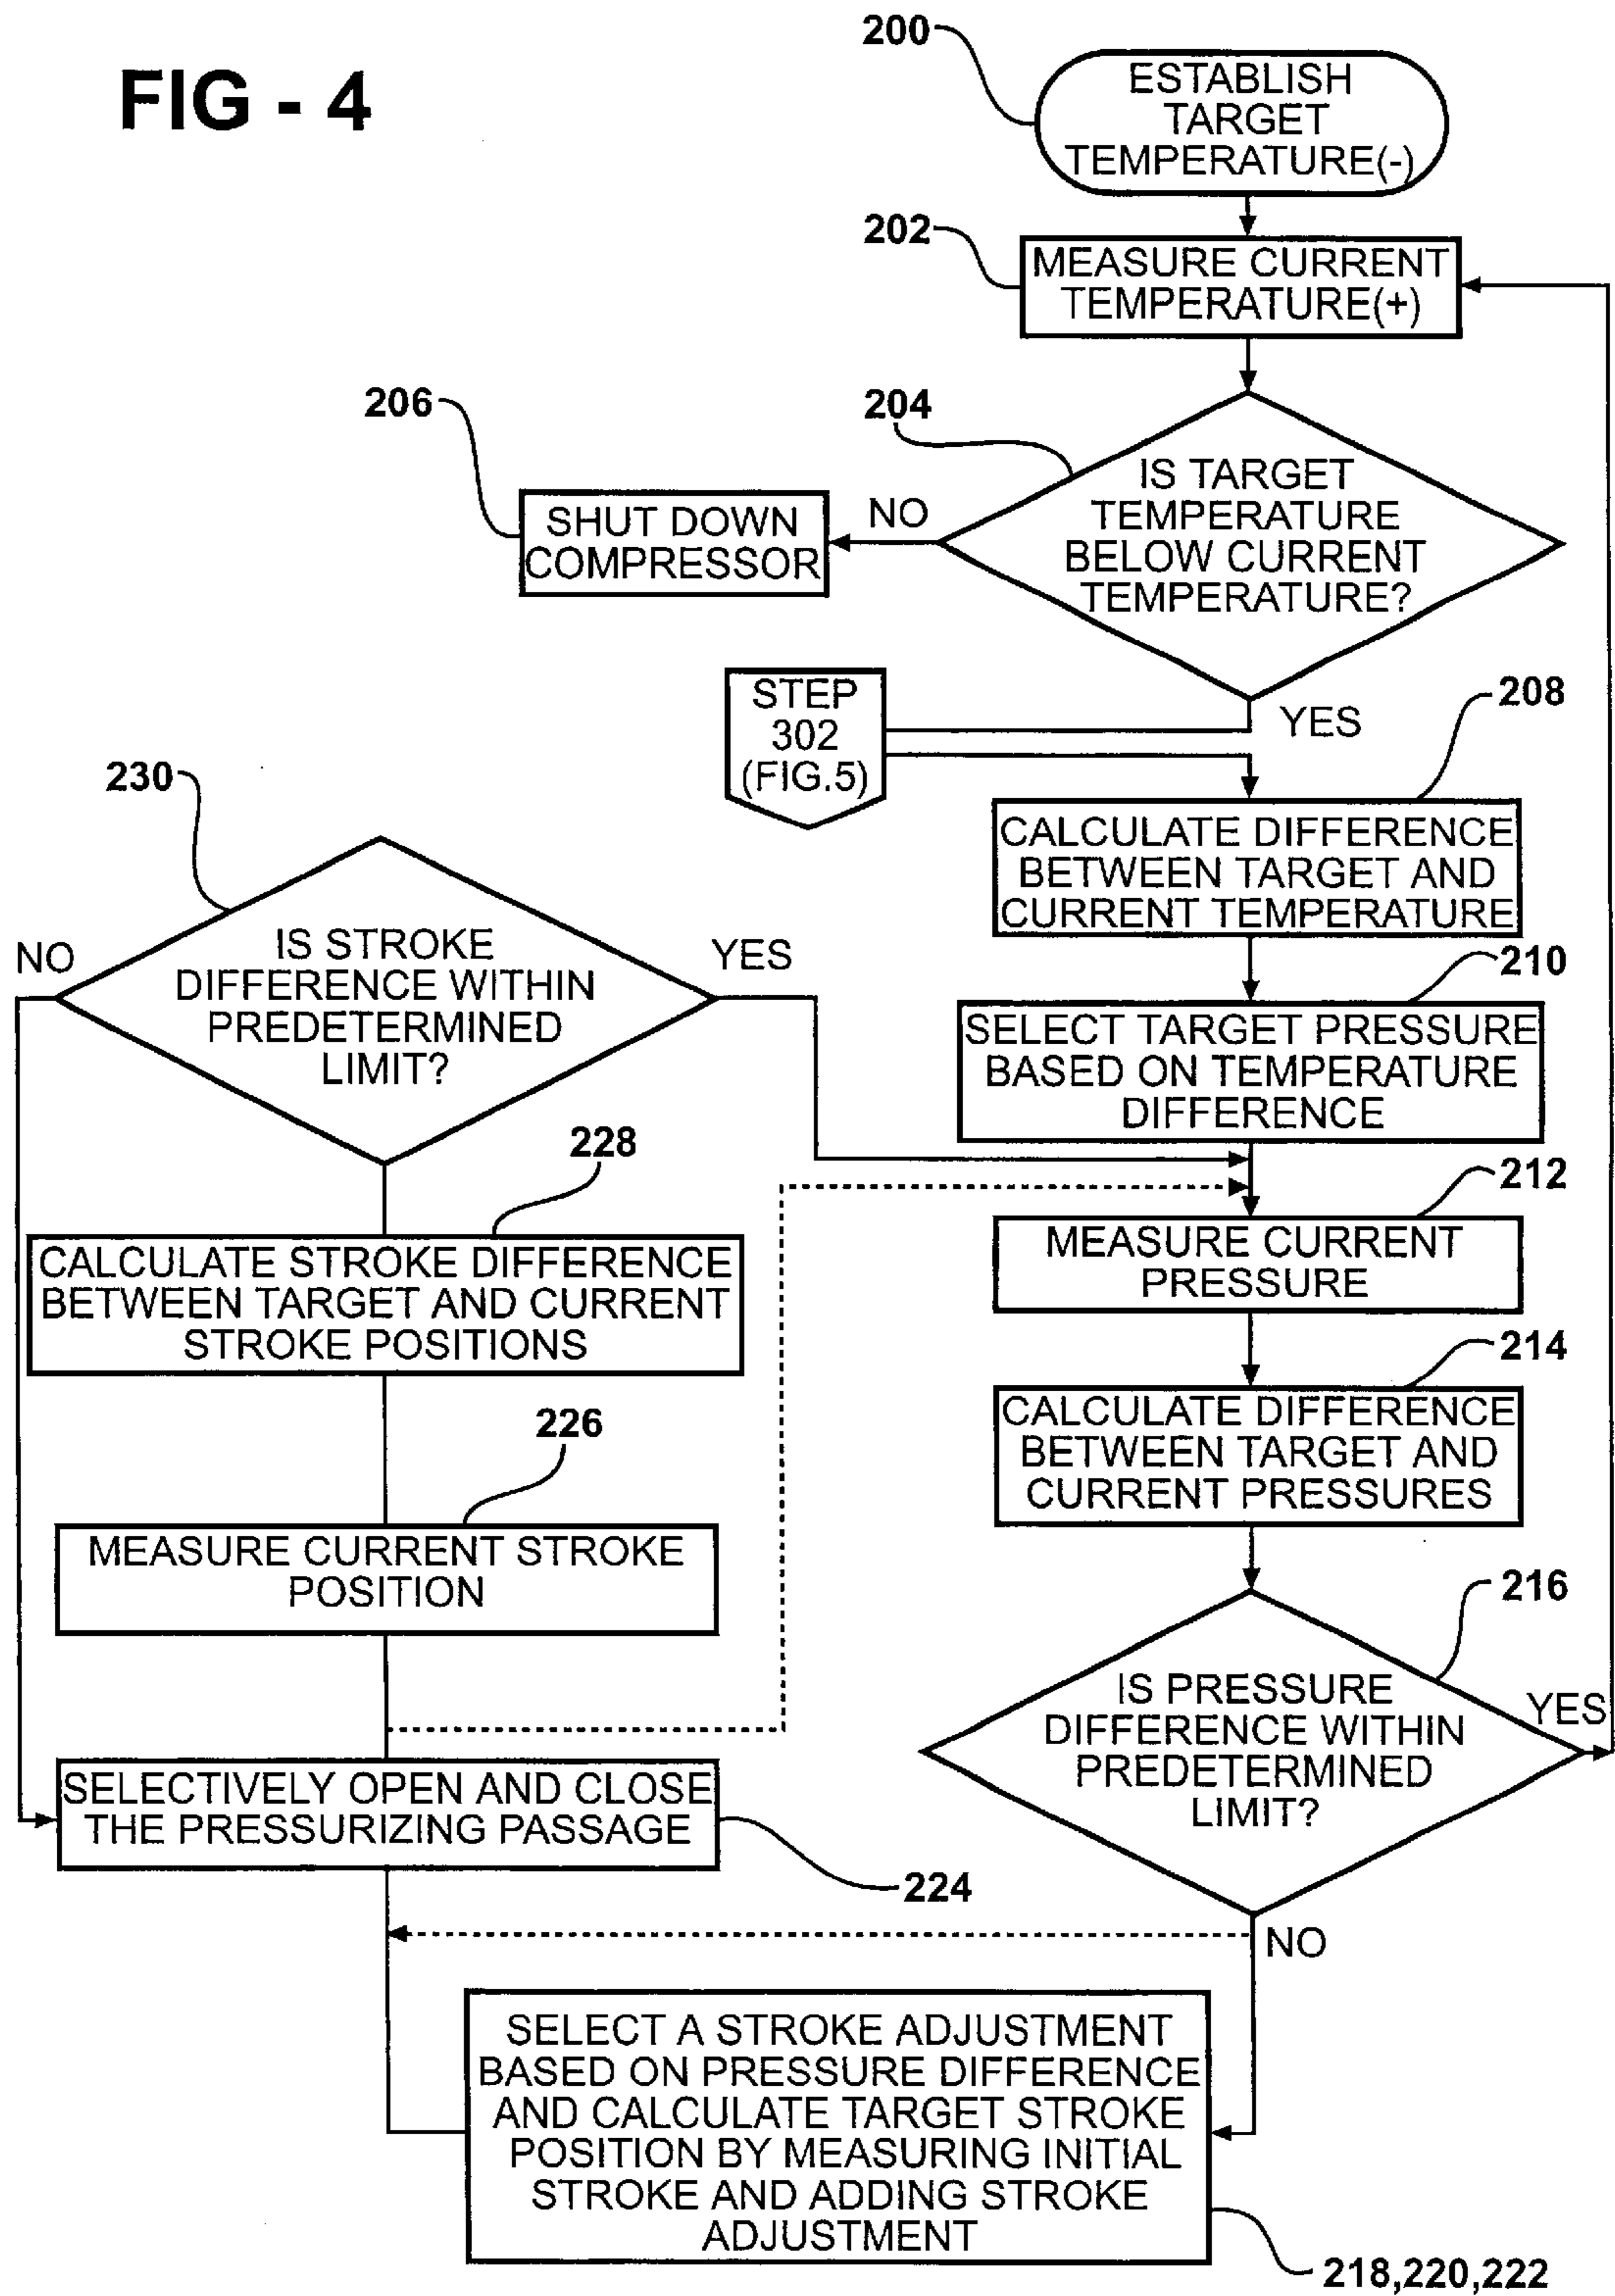 FIG - 4
200
ESTABLISH
TARGET
TEMPERATURE(-)
202
MEASURE CURRENT
TEMPERATURE(+)
204
IS TARGET
TEMPERATURE
BELOW CURRENT
TEMPERATURE?
206
NO
SHUT DOWN
COMPRESSOR
YES
STEP
302
(FIG.5)
208
CALCULATE DIFFERENCE
BETWEEN TARGET AND
CURRENT TEMPERATURE
210
SELECT TARGET PRESSURE
BASED ON TEMPERATURE
DIFFERENCE
212
MEASURE CURRENT
PRESSURE
214
CALCULATE DIFFERENCE
BETWEEN TARGET AND
CURRENT PRESSURES
216
IS PRESSURE
DIFFERENCE WITHIN
PREDETERMINED
LIMIT?
YES
NO
SELECT A STROKE ADJUSTMENT
BASED ON PRESSURE DIFFERENCE
AND CALCULATE TARGET STROKE
POSITION BY MEASURING INITIAL
STROKE AND ADDING STROKE
ADJUSTMENT
218,220,222
230
IS STROKE
DIFFERENCE WITHIN
PREDETERMINED
LIMIT?
NO
YES
228
CALCULATE STROKE DIFFERENCE
BETWEEN TARGET AND CURRENT
STROKE POSITIONS
226
MEASURE CURRENT STROKE
POSITION
SELECTIVELY OPEN AND CLOSE
THE PRESSURIZING PASSAGE
224